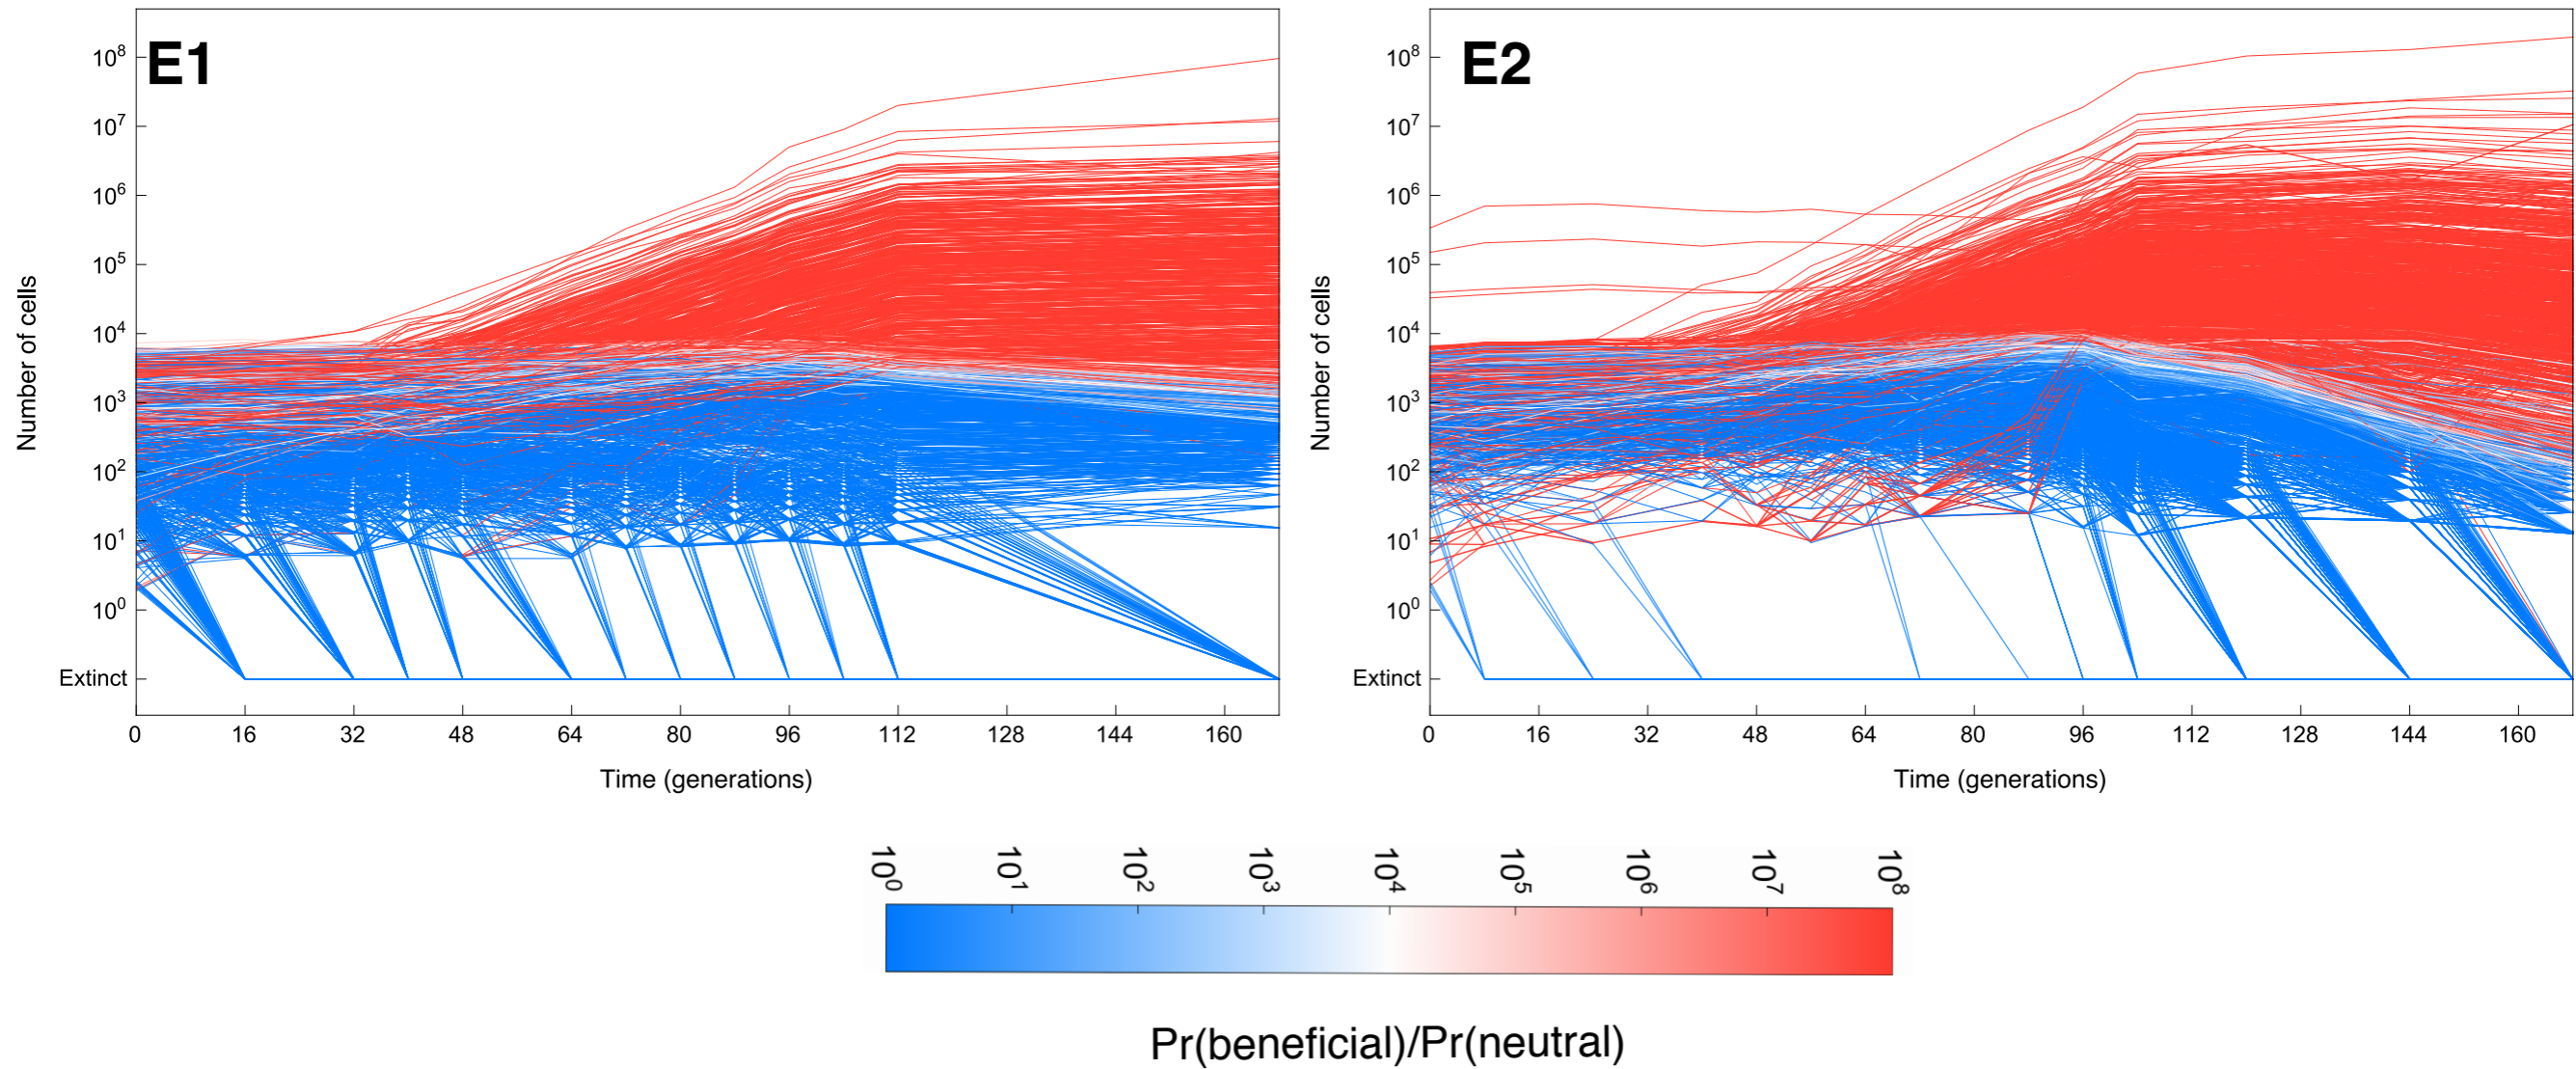 E1
10^8
10^7
10^6
10^5
10^4
10^3
10^2
10^1
10^0
Extinct
Number of cells
0 16 32 48 64 80 96 112 128 144 160
Time (generations)
E2
10^8
10^7
10^6
10^5
10^4
10^3
10^2
10^1
10^0
Extinct
Number of cells
0 16 32 48 64 80 96 112 128 144 160
Time (generations)
10^0 10^1 10^2 10^3 10^4 10^5 10^6 10^7 10^8
Pr(beneficial)/Pr(neutral)